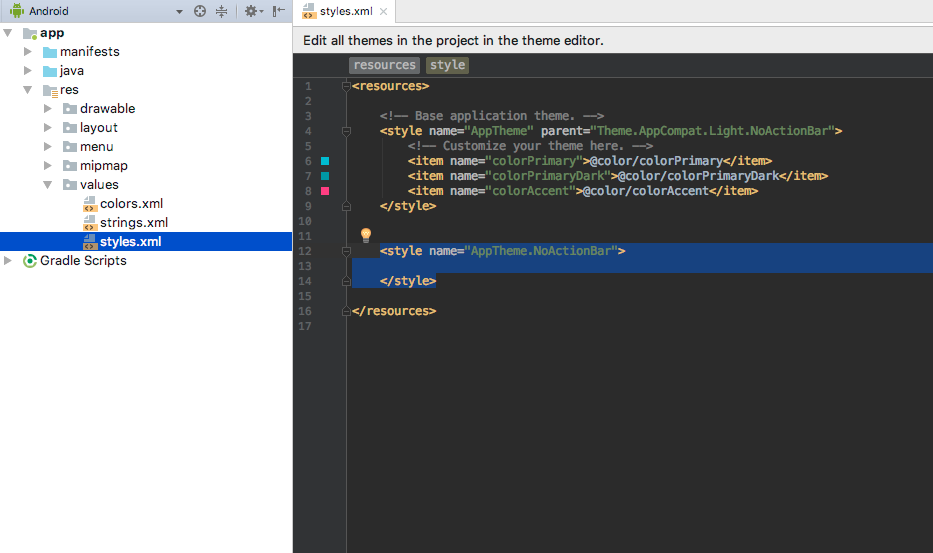 Android
app
manifests
java
res
drawable
layout
menu
mipmap
values
colors.xml
strings.xml
styles.xml
Gradle Scripts
styles.xml
Edit all themes in the project in the theme editor.
resources style
1 <resources>
2
3 <!-- Base application theme. -->
4 <style name="AppTheme" parent="Theme.AppCompat.Light.NoActionBar">
5 <!-- Customize your theme here. -->
6 <item name="colorPrimary">@color/colorPrimary</item>
7 <item name="colorPrimaryDark">@color/colorPrimaryDark</item>
8 <item name="colorAccent">@color/colorAccent</item>
9 </style>
10
11
12 <style name="AppTheme.NoActionBar">
13
14 </style>
15
16 </resources>
17